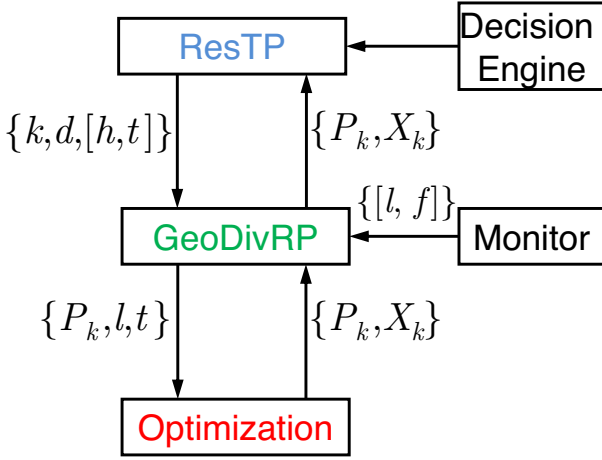 ResTP
Decision
Engine
{k,d,[h,t]}
{P_k,X_k}
{[l, f]}
GeoDivRP
Monitor
{P_k,l,t}
{P_k,X_k}
Optimization